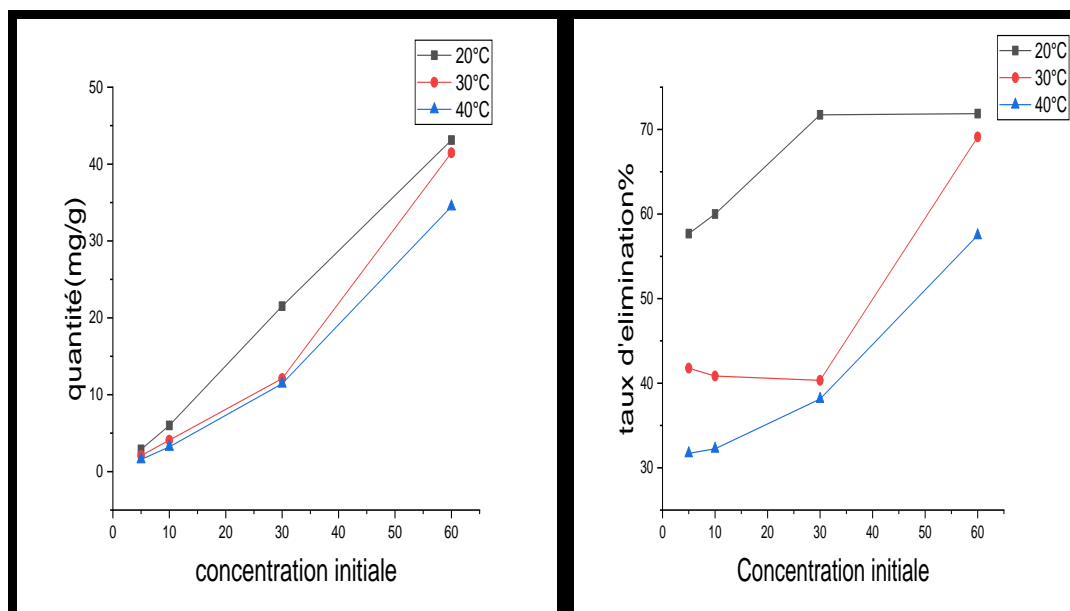 20°C
30°C
40°C
50
40
30
20
10
0
quantité(mg/g)
0 10 20 30 40 50 60
concentration initiale
20°C
30°C
40°C
70
60
50
40
30
taux d'elimination%
0 10 20 30 40 50 60
Concentration initiale